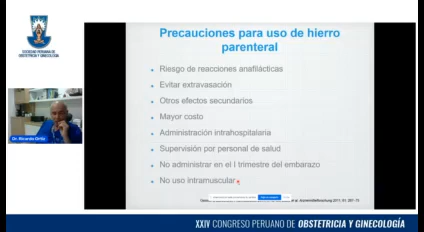 SOCIEDAD PERUANA DE
OBSTETRICIA Y GINECOLOGÍA
Precauciones para uso de hierro
parenteral
Riesgo de reacciones anafilácticas
Evitar extravasación
Otros efectos secundarios
Mayor costo
Administración intrahospitalaria
Supervisión por personal de salud
No administrar en el I trimestre del embarazo
No uso intramuscular
Dr. Ricardo Ortiz
XXIV CONGRESO PERUANO DE OBSTETRICIA Y GINECOLOGÍA